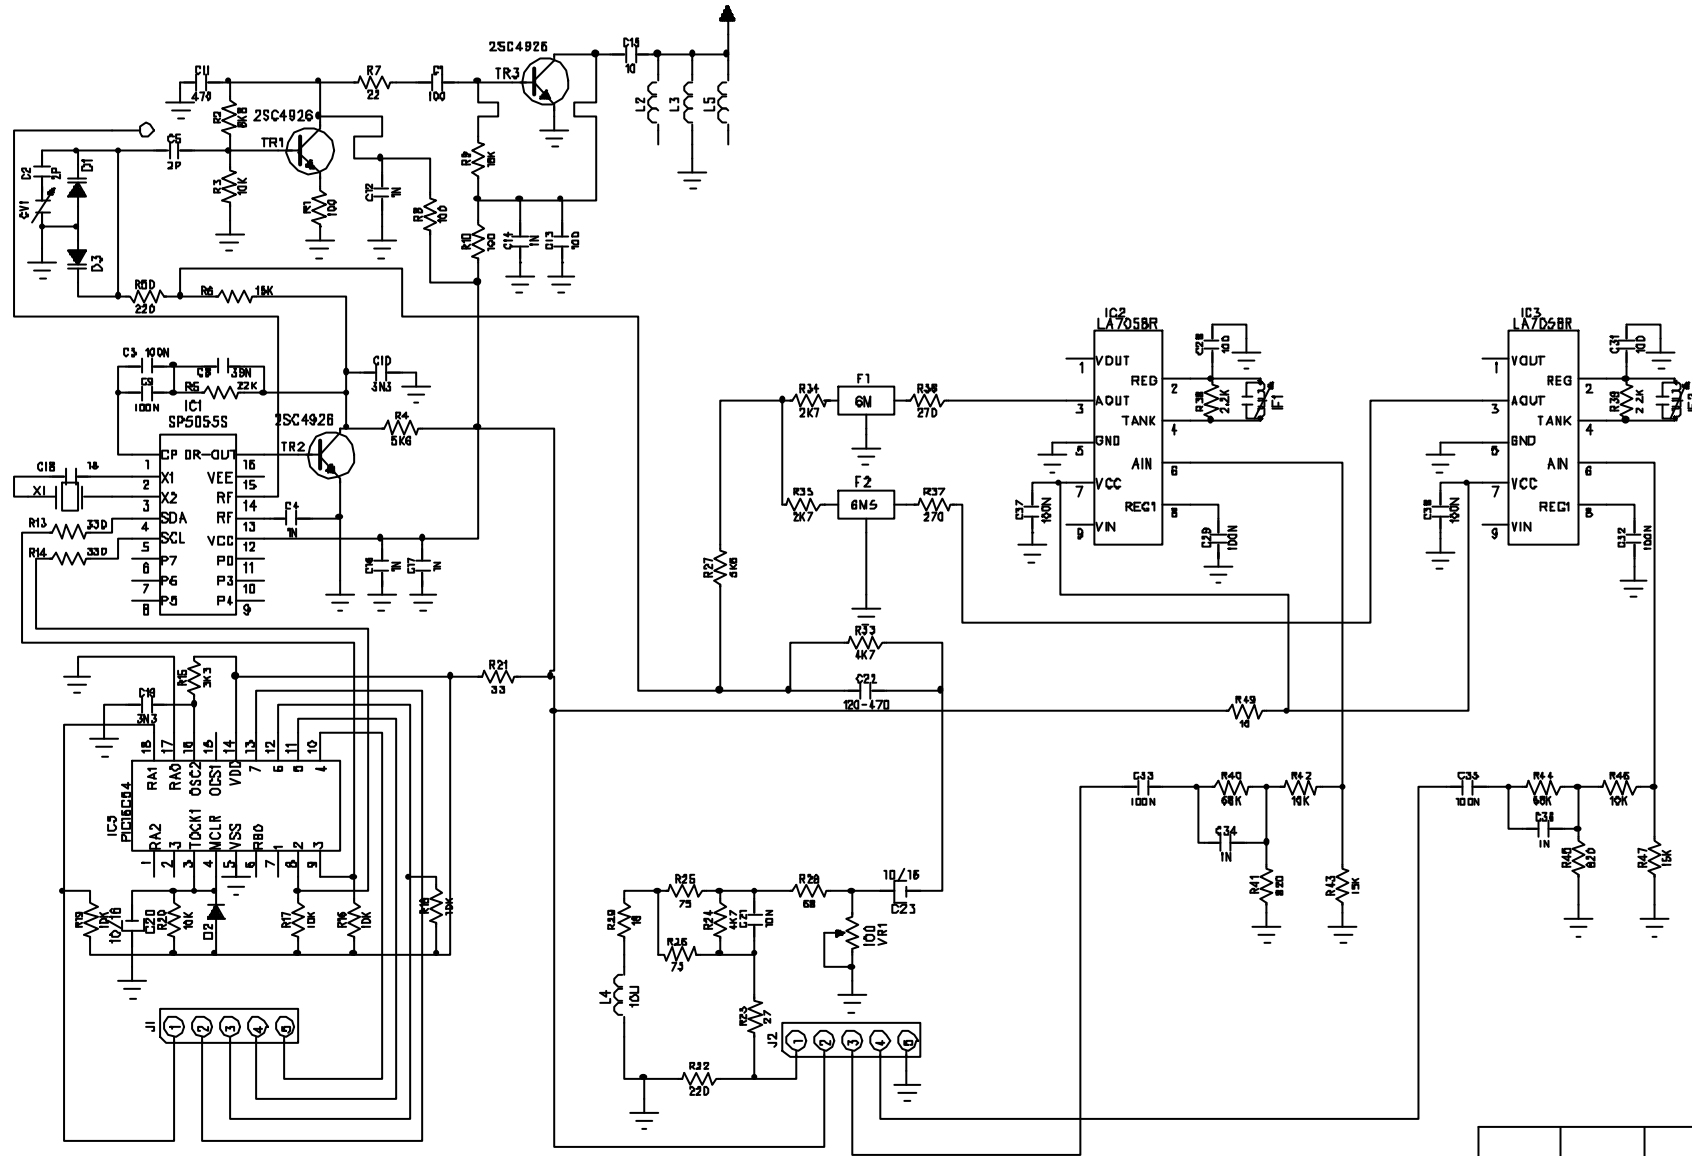 2SC4926
C15
10
C11
470
R7
22
C1
100
TR3
L2
L3
L5
2SC4926
TR1
C5
2P
C2
2P
D1
CV1
D3
R3
10K
R1
100
C12
1N
R8
100
R9
15K
R10
100
C14
1N
C13
100
220
R6
15K
C3 100N
C9
100N
39N
R5
22K
C10
3N3
IC1
SP5055S
2SC4926
TR2
R4
5K6
CP DR-OUT
X1 VEE
X2 RF
SDA RF
SCL VCC
P7 P0
P6 P3
P5 P4
1
2
3
4
5
6
7
8
16
15
14
13
12
11
10
9
X1
R13
330
R14
330
C4
1N
C16
1N
C17
1N
IC2
LA7058R
VOUT
REG
AOUT
TANK
GND
AIN
VCC
REG1
VIN
1
2
3
4
5
6
7
8
9
R34
2K7
F1
6M
R36
270
R35
2K7
F2
6M5
R37
270
R27
C28
100
R38
2.2K
IF1
C37
100N
C29
100N
IC3
LA7058R
VOUT
REG
AOUT
TANK
GND
AIN
VCC
REG1
VIN
1
2
3
4
5
6
7
8
9
C31
100
R39
2.2K
C38
100N
C32
100N
R33
4K7
C22
120-470
R49
10
R21
33
R15
3K3
C19
3N3
18
17
16
15
14
13
12
11
10
RA1
RA0
OSC2
OCS1
VDD
7
6
5
4
IC5
PIC16C54
RA2
3
TOCK1
MCLR
VSS
RB0
1
2
3
1
2
3
4
5
6
7
8
9
R19
10K
10/16
C20
R20
10K
D2
R17
10K
R16
10K
R18
10K
J1
1
2
3
4
5
R25
75
R28
68
10/16
C23
R24
4K7
C21
10N
75
VR1
100
L4
10U
R23
27
220
J2
1
2
3
4
5
C33
100N
R40
68K
R42
10K
C34
1N
R41
820
R43
15K
C35
100N
R44
68K
R46
10K
C36
1N
R45
820
R47
15K